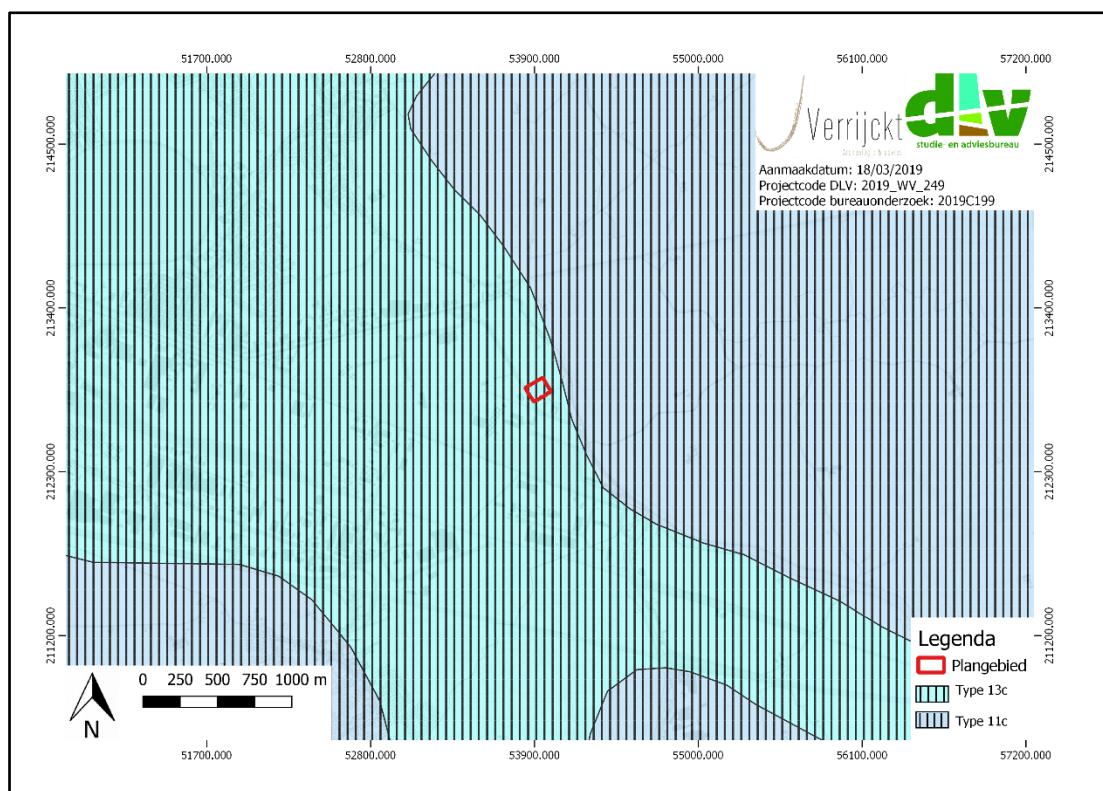 51700.000 52800.000 53900.000 55000.000 56100.000 57200.000
214500.000
213400.000
212300.000
211200.000
Verrijckt
dlv
studie- en adviesbureau
Aanmaakdatum: 18/03/2019
Projectcode DLV: 2019_WV_249
Projectcode bureauonderzoek: 2019C199
214500.000
213400.000
212300.000
211200.000
Legenda
Plangebied
Type 13c
Type 11c
0 250 500 750 1000 m
N
51700.000 52800.000 53900.000 55000.000 56100.000 57200.000